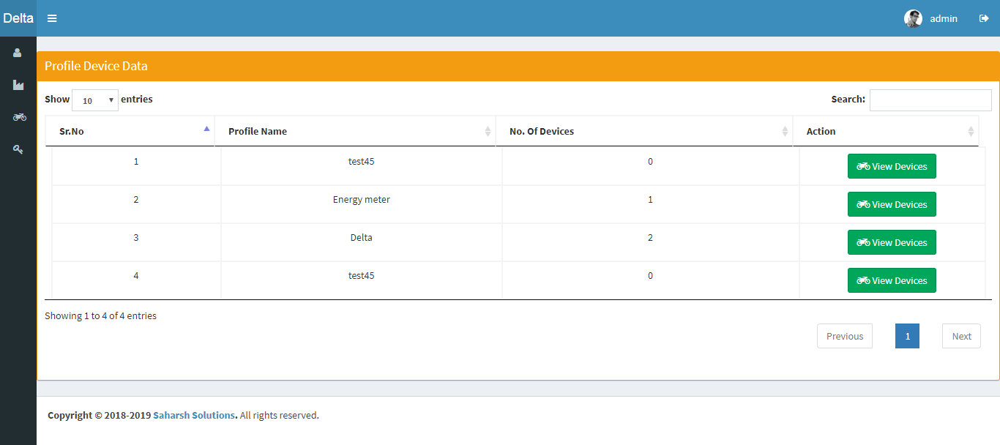 Delta
admin
Profile Device Data
Show 10 entries
Search:
Sr.No Profile Name No. Of Devices Action
1 test45 0 View Devices
2 Energy meter 1 View Devices
3 Delta 2 View Devices
4 test45 0 View Devices
Showing 1 to 4 of 4 entries
Previous 1 Next
Copyright © 2018-2019 Saharsh Solutions. All rights reserved.